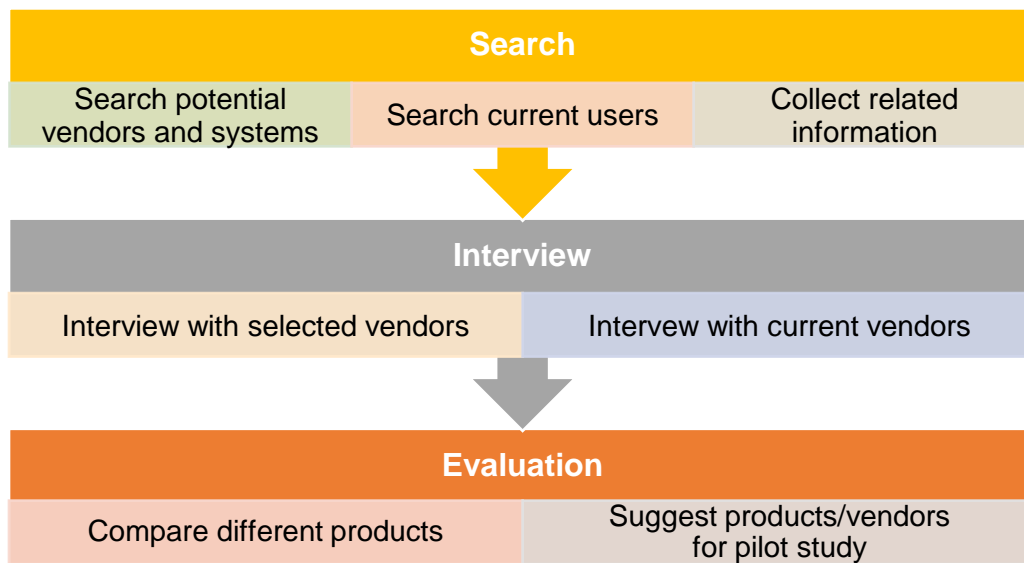 Search
Search potential
vendors and systems
Search current users
Collect related
information
Interview
Interview with selected vendors
Intervew with current vendors
Evaluation
Compare different products
Suggest products/vendors
for pilot study